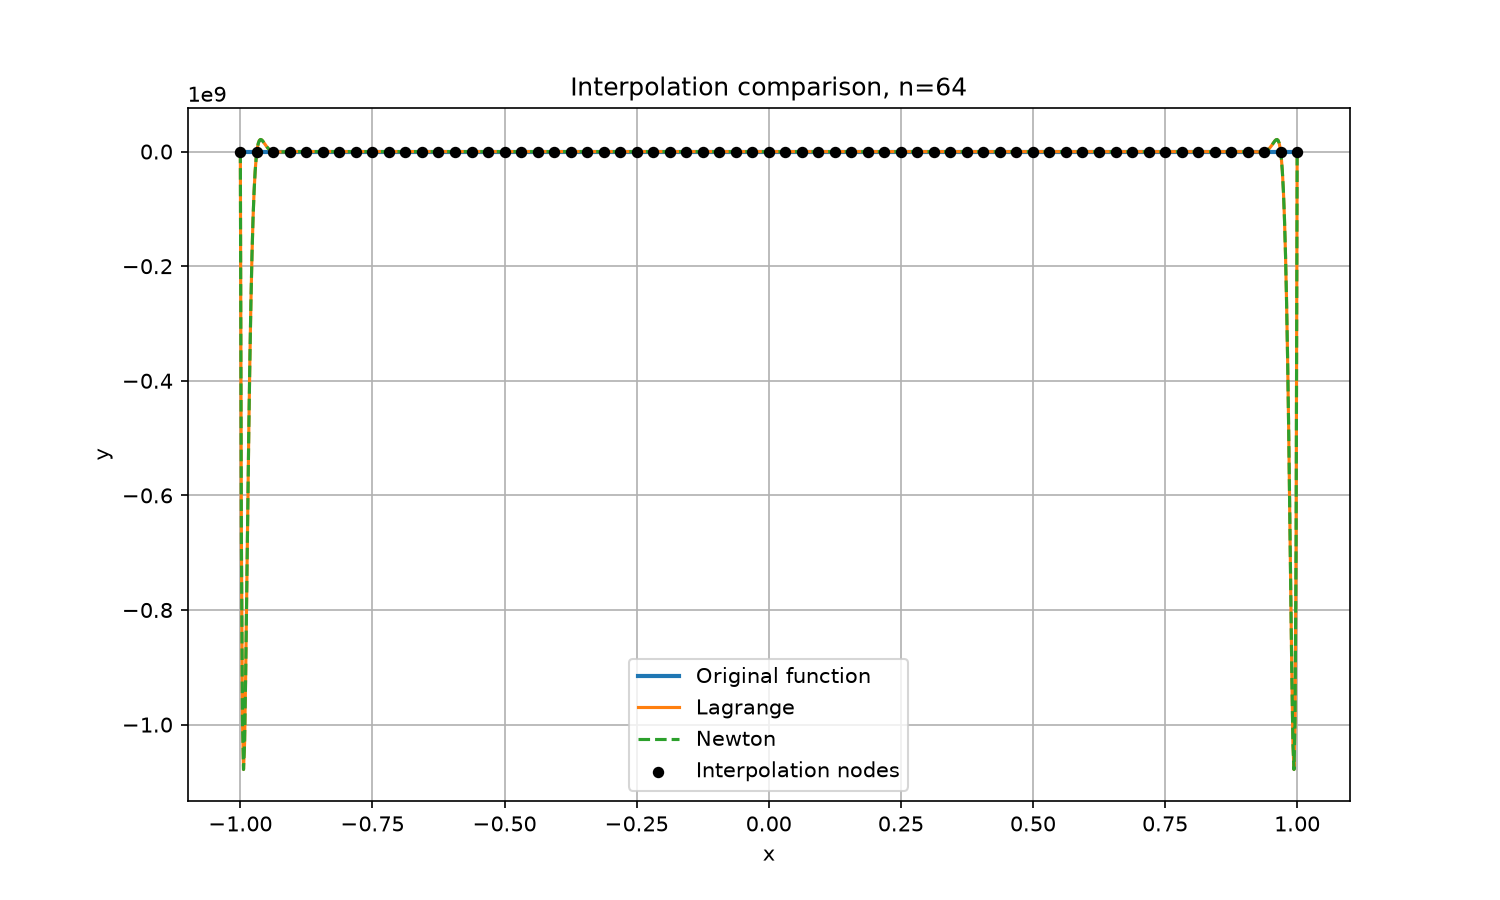 Interpolation comparison, n=64
1e9
0.0
−0.2
−0.4
−0.6
−0.8
−1.0
y
Original function
Lagrange
Newton
Interpolation nodes
−1.00 −0.75 −0.50 −0.25 0.00 0.25 0.50 0.75 1.00
x